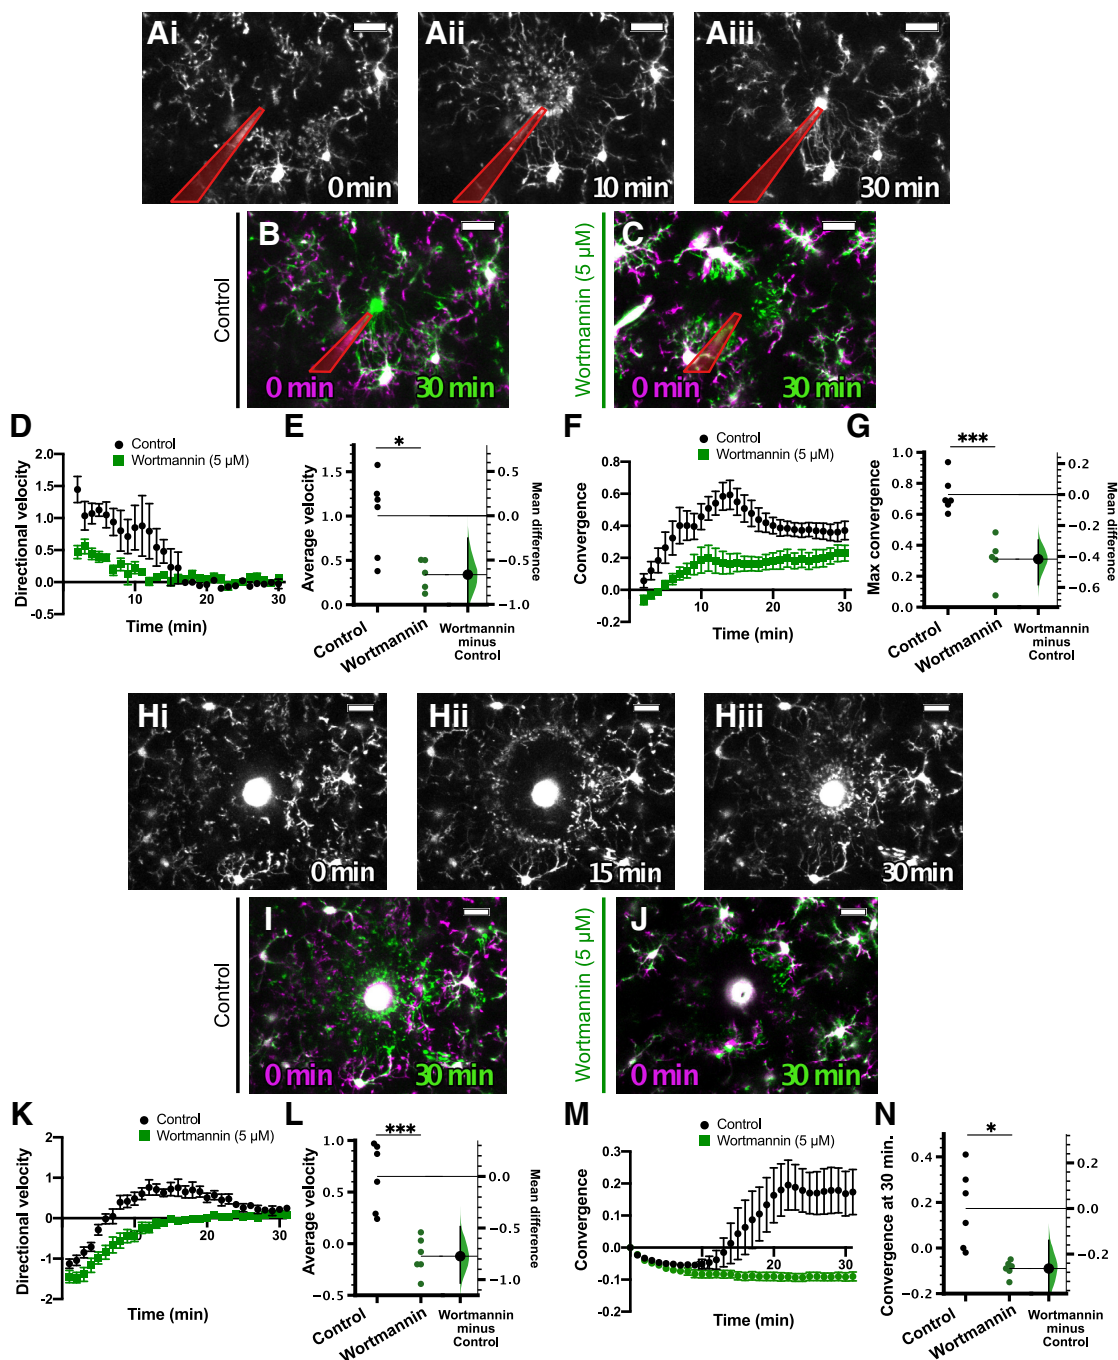 Ai
0 min
Aii
10 min
Aiii
30 min
Control
B
0 min
30 min
Wortmannin (5 µM)
C
0 min
30 min
D
Control
Wortmannin (5 µM)
Directional velocity
2.0
1.5
1.0
0.5
0.0
-0.5
10
20
30
Time (min)
E
*
Average velocity
1.5
1.0
0.5
0.0
0.5
0.0
−0.5
−1.0
Mean difference
Control
Wortmannin
Wortmannin
minus
Control
F
Control
Wortmannin (5 µM)
Convergence
0.8
0.6
0.4
0.2
0.0
-0.2
10
20
30
Time (min)
G
***
Max convergence
1.0
0.8
0.6
0.4
0.2
0.0
0.2
0.0
−0.2
−0.4
−0.6
Mean difference
Control
Wortmannin
Wortmannin
minus
Control
Hi
0 min
Hii
15 min
Hiii
30 min
Control
I
0 min
30 min
Wortmannin (5 µM)
J
0 min
30 min
K
Control
Wortmannin (5 µM)
Directional velocity
2
1
0
-1
-2
10
20
30
Time (min)
L
***
Average velocity
1.0
0.5
0.0
−0.5
0.0
−0.5
−1.0
Mean difference
Control
Wortmannin
Wortmannin
minus
Control
M
Control
Wortmannin (5 µM)
Convergence
0.3
0.2
0.1
0.0
-0.1
-0.2
10
20
30
Time (min)
N
*
Convergence at 30 min.
0.4
0.2
0.0
−0.2
0.2
0.0
−0.2
Mean difference
Control
Wortmannin
Wortmannin
minus
Control